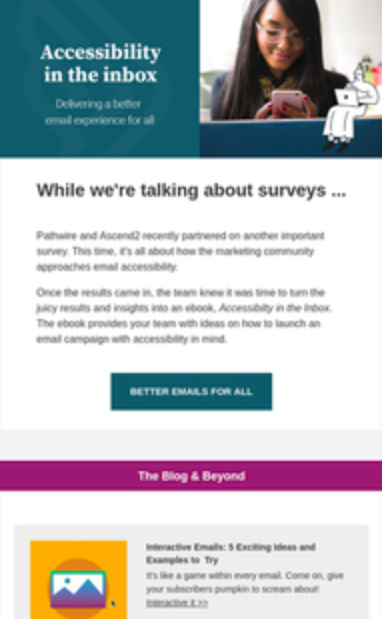 Accessibility
in the inbox
Delivering a better
email experience for all
While we're talking about surveys ...
Pathwire and Ascend2 recently partnered on another important
survey. This time, it's all about how the marketing community
approaches email accessibility.
Once the results came in, the team knew it was time to turn the
juicy results and insights into an ebook, Accessibilty in the Inbox.
The ebook provides your team with ideas on how to launch an
email campaign with accessibility in mind.
BETTER EMAILS FOR ALL
The Blog & Beyond
Interactive Emails: 5 Exciting Ideas and
Examples to Try
It's like a game within every email. Come on, give
your subscribers pumpkin to scream about!
Interactive it >>